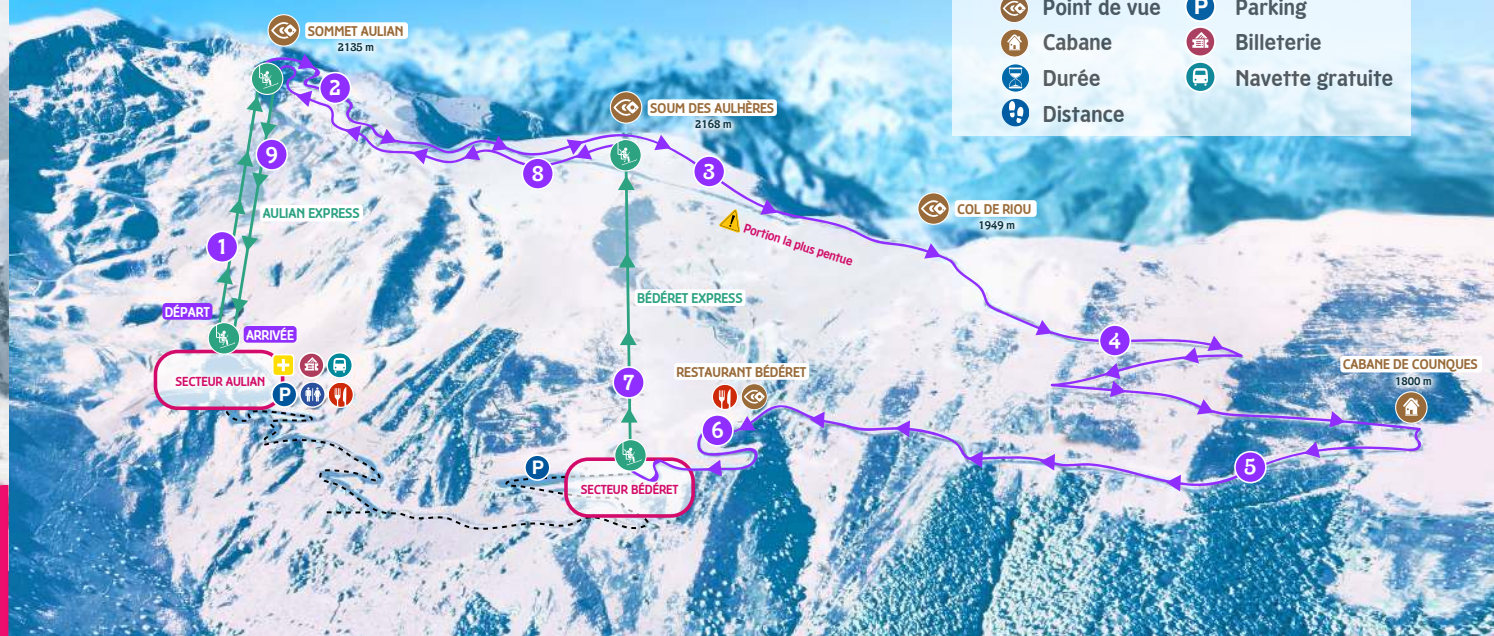 Point de vue
Parking
Cabane
Billeterie
Durée
Navette gratuite
Distance
SOMMET AULIAN
2135 m
2
SOUM DES AULHÈRES
2168 m
9
8
3
AULIAN EXPRESS
COL DE RIOU
1949 m
Portion la plus pentue
1
BÉDÉRET EXPRESS
DÉPART
ARRIVÉE
4
SECTEUR AULIAN
P
RESTAURANT BÉDÉRET
CABANE DE COUNQUES
1800 m
7
6
5
P
SECTEUR BÉDÉRET
P